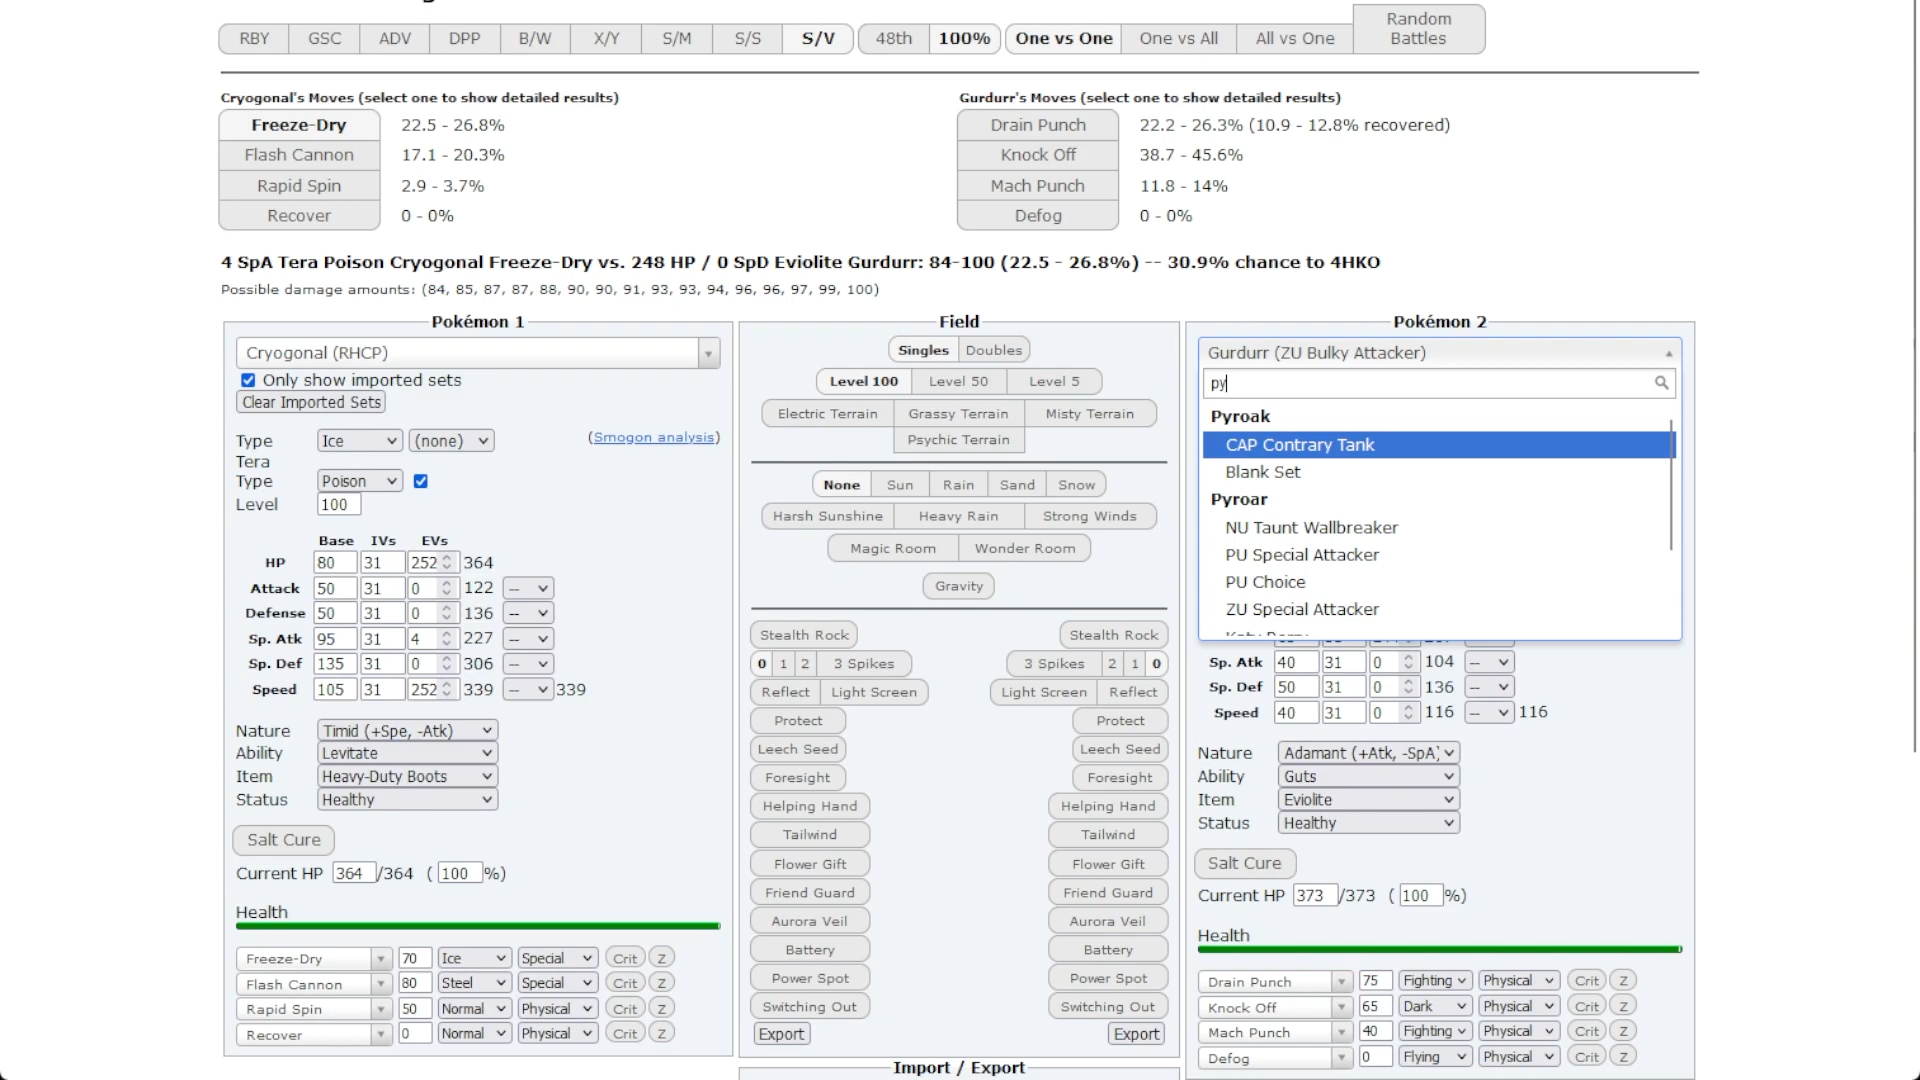 Random
RBY GSC ADV DPP B/W X/Y S/M S/S S/V 48th 100% One vs One One vs All All vs One Battles
Cryogonal's Moves (select one to show detailed results)
Freeze-Dry 22.5 - 26.8%
Flash Cannon 17.1 - 20.3%
Rapid Spin 2.9 - 3.7%
Recover 0 - 0%
Gurdurr's Moves (select one to show detailed results)
Drain Punch 22.2 - 26.3% (10.9 - 12.8% recovered)
Knock Off 38.7 - 45.6%
Mach Punch 11.8 - 14%
Defog 0 - 0%
4 SpA Tera Poison Cryogonal Freeze-Dry vs. 248 HP / 0 SpD Eviolite Gurdurr: 84-100 (22.5 - 26.8%) -- 30.9% chance to 4HKO
Possible damage amounts: (84, 85, 87, 87, 88, 90, 90, 91, 93, 93, 94, 96, 96, 97, 99, 100)
Pokémon 1
Cryogonal (RHCP)
Only show imported sets
Clear Imported Sets
Type Ice (none) (Smogon analysis)
Tera
Type Poison
Level 100
Base IVs EVs
HP 80 31 252 364
Attack 50 31 0 122 --
Defense 50 31 0 136 --
Sp. Atk 95 31 4 227 --
Sp. Def 135 31 0 306 --
Speed 105 31 252 339 -- 339
Nature Timid (+Spe, -Atk)
Ability Levitate
Item Heavy-Duty Boots
Status Healthy
Salt Cure
Current HP 364 /364 ( 100 %)
Health
Freeze-Dry 70 Ice Special Crit Z
Flash Cannon 80 Steel Special Crit Z
Rapid Spin 50 Normal Physical Crit Z
Recover 0 Normal Physical Crit Z
Field
Singles Doubles
Level 100 Level 50 Level 5
Electric Terrain Grassy Terrain Misty Terrain
Psychic Terrain
None Sun Rain Sand Snow
Harsh Sunshine Heavy Rain Strong Winds
Magic Room Wonder Room
Gravity
Stealth Rock Stealth Rock
0 1 2 3 Spikes 3 Spikes 2 1 0
Reflect Light Screen Light Screen Reflect
Protect Protect
Leech Seed Leech Seed
Foresight Foresight
Helping Hand Helping Hand
Tailwind Tailwind
Flower Gift Flower Gift
Friend Guard Friend Guard
Aurora Veil Aurora Veil
Battery Battery
Power Spot Power Spot
Switching Out Switching Out
Export Export
Import / Export
Pokémon 2
Gurdurr (ZU Bulky Attacker)
py
Pyroak
CAP Contrary Tank
Blank Set
Pyroar
NU Taunt Wallbreaker
PU Special Attacker
PU Choice
ZU Special Attacker
Sp. Atk 40 31 0 104 --
Sp. Def 50 31 0 136 --
Speed 40 31 0 116 -- 116
Nature Adamant (+Atk, -SpA)
Ability Guts
Item Eviolite
Status Healthy
Salt Cure
Current HP 373 /373 ( 100 %)
Health
Drain Punch 75 Fighting Physical Crit Z
Knock Off 65 Dark Physical Crit Z
Mach Punch 40 Fighting Physical Crit Z
Defog 0 Flying Physical Crit Z